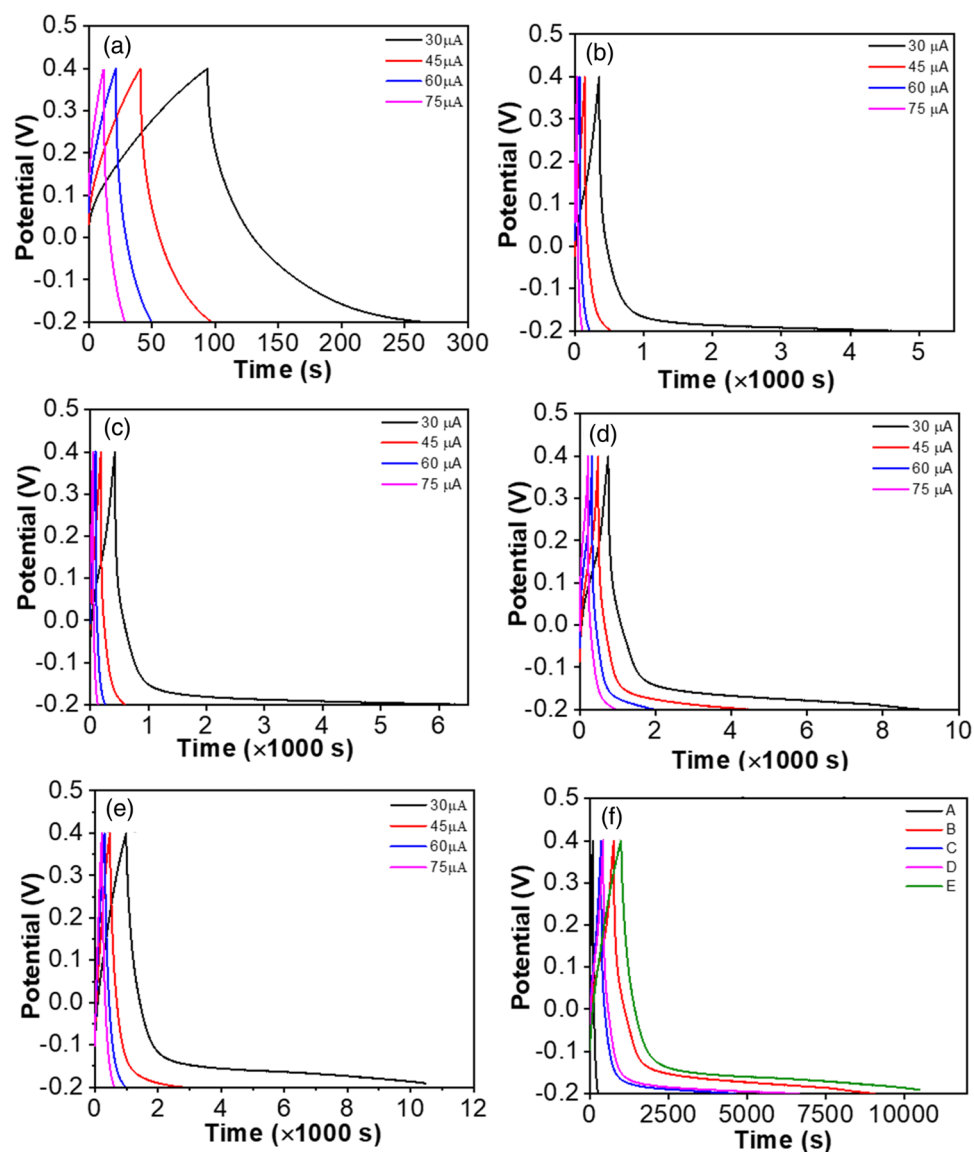 (a)
30μA
45μA
60μA
75μA
0.5
0.4
0.3
0.2
0.1
0.0
-0.1
-0.2
Potential (V)
0 50 100 150 200 250 300
Time (s)
(b)
30 μA
45 μA
60 μA
75 μA
0.5
0.4
0.3
0.2
0.1
0.0
-0.1
-0.2
Potential (V)
0 1 2 3 4 5
Time (×1000 s)
(c)
30 μA
45 μA
60 μA
75 μA
0.5
0.4
0.3
0.2
0.1
0.0
-0.1
-0.2
Potential (V)
0 1 2 3 4 5 6
Time (×1000 s)
(d)
30 μA
45 μA
60 μA
75 μA
0.5
0.4
0.3
0.2
0.1
0.0
-0.1
-0.2
Potential (V)
0 2 4 6 8 10
Time (×1000 s)
(e)
30μA
45μA
60μA
75μA
0.5
0.4
0.3
0.2
0.1
0.0
-0.1
-0.2
Potential (V)
0 2 4 6 8 10 12
Time (×1000 s)
(f)
A
B
C
D
E
0.5
0.4
0.3
0.2
0.1
0.0
-0.1
-0.2
Potential (V)
0 2500 5000 7500 10000
Time (s)